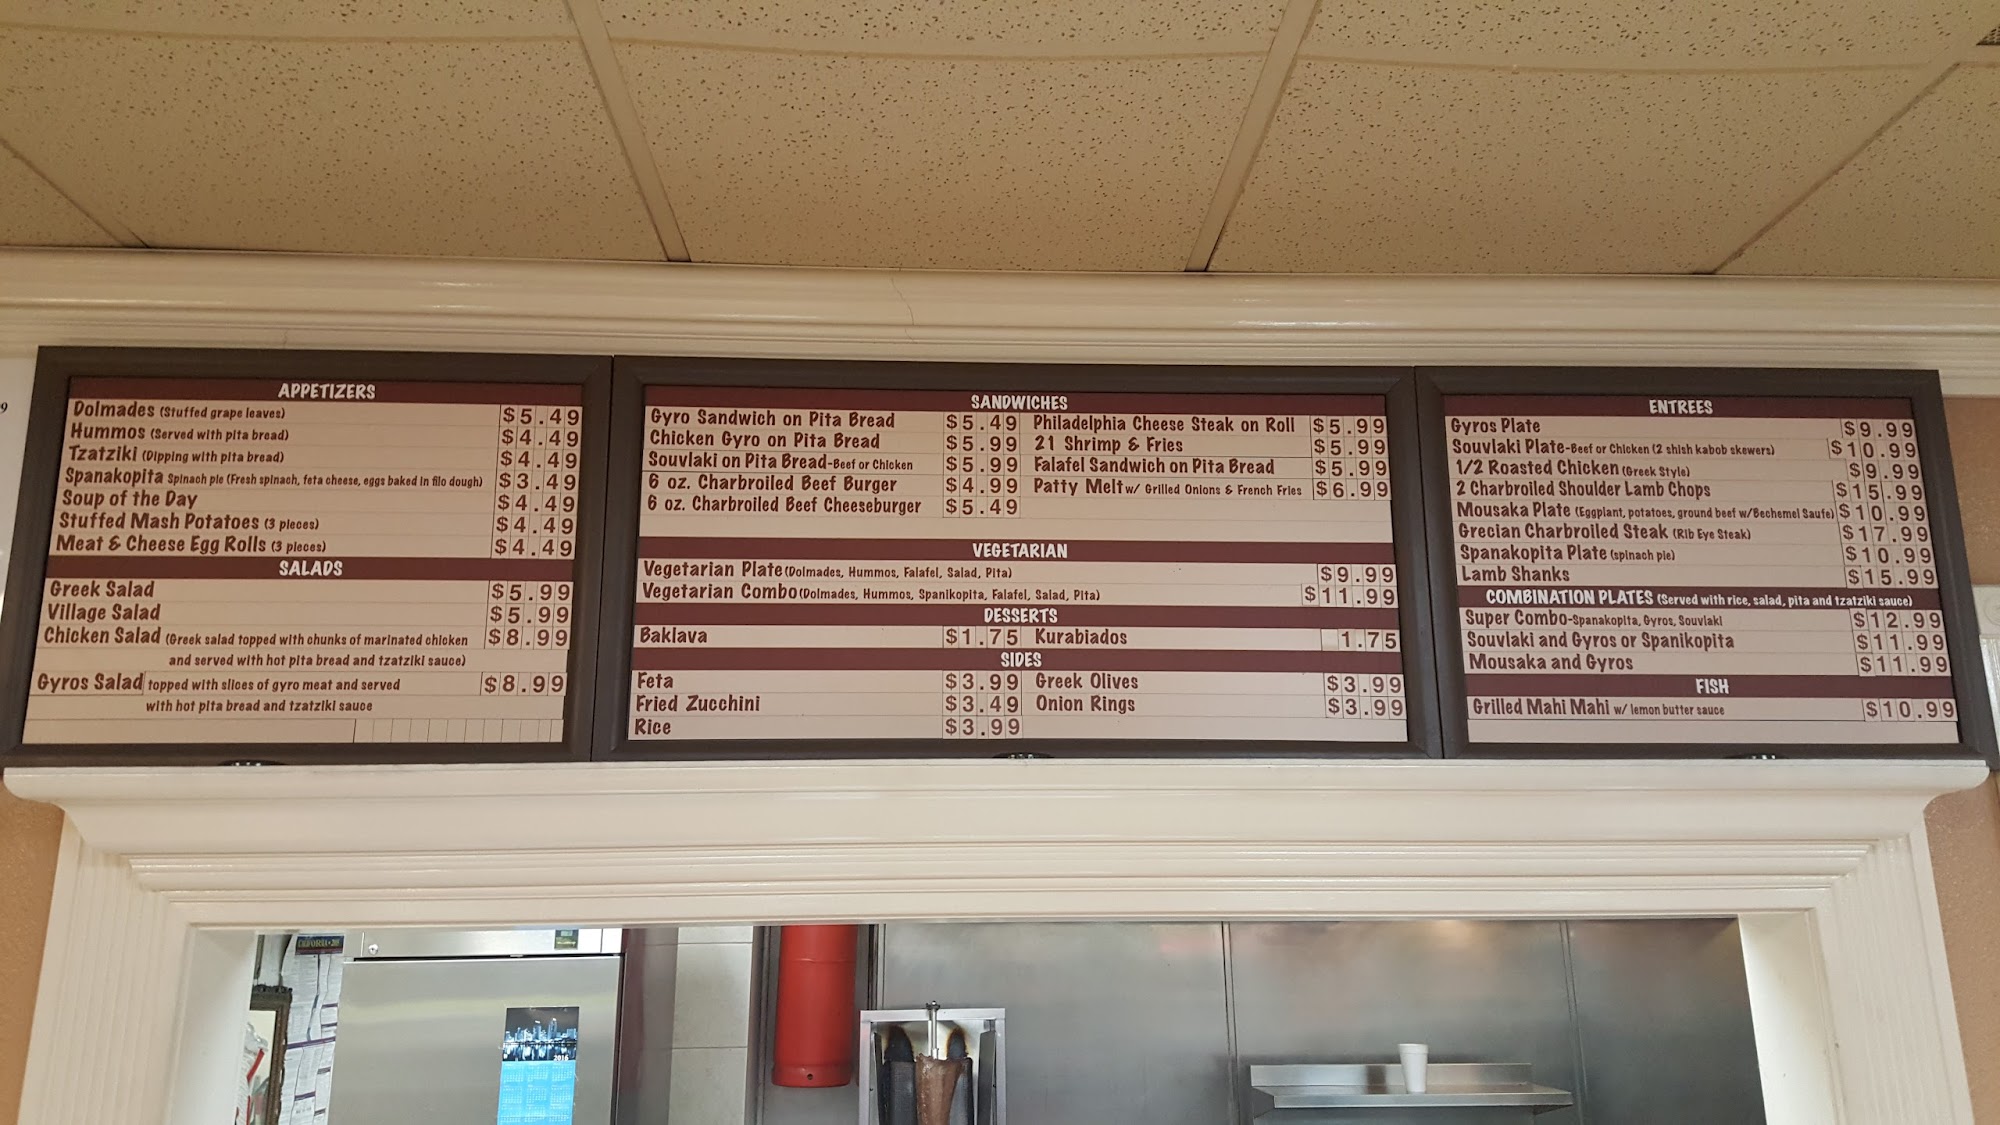 APPETIZERS
Dolmades (Stuffed grape leaves) $5.49
Hummos (Served with pita bread) $4.49
Tzatziki (Dipping with pita bread) $4.49
Spanakopita Spinach pie (Fresh spinach, feta cheese, eggs baked in filo dough) $3.49
Soup of the Day $4.49
Stuffed Mash Potatoes (3 pieces) $4.49
Meat & Cheese Egg Rolls (3 pieces) $4.49
SALADS
Greek Salad $5.99
Village Salad $5.99
Chicken Salad (Greek salad topped with chunks of marinated chicken $8.99
and served with hot pita bread and tzatziki sauce)
Gyros Salad topped with slices of gyro meat and served $8.99
with hot pita bread and tzatziki sauce
SANDWICHES
Gyro Sandwich on Pita Bread $5.49 Philadelphia Cheese Steak on Roll $5.99
Chicken Gyro on Pita Bread $5.99 21 Shrimp & Fries $5.99
Souvlaki on Pita Bread-Beef or Chicken $5.99 Falafel Sandwich on Pita Bread $5.99
6 oz. Charbroiled Beef Burger $4.99 Patty Melt w/ Grilled Onions & French Fries $6.99
6 oz. Charbroiled Beef Cheeseburger $5.49
VEGETARIAN
Vegetarian Plate (Dolmades, Hummos, Falafel, Salad, Pita) $9.99
Vegetarian Combo (Dolmades, Hummos, Spanikopita, Falafel, Salad, Pita) $11.99
DESSERTS
Baklava $1.75 Kurabiados 1.75
SIDES
Feta $3.99 Greek Olives $3.99
Fried Zucchini $3.49 Onion Rings $3.99
Rice $3.99
ENTREES
Gyros Plate $9.99
Souvlaki Plate-Beef or Chicken (2 shish kabob skewers) $10.99
1/2 Roasted Chicken (Greek Style) $9.99
2 Charbroiled Shoulder Lamb Chops $15.99
Mousaka Plate (Eggplant, potatoes, ground beef w/Bechemel Saufe) $10.99
Grecian Charbroiled Steak (Rib Eye Steak) $17.99
Spanakopita Plate (spinach pie) $10.99
Lamb Shanks $15.99
COMBINATION PLATES (Served with rice, salad, pita and tzatziki sauce)
Super Combo-Spanakopita, Gyros, Souvlaki $12.99
Souvlaki and Gyros or Spanikopita $11.99
Mousaka and Gyros $11.99
FISH
Grilled Mahi Mahi w/ lemon butter sauce $10.99
9
CALIFORNIA
2016